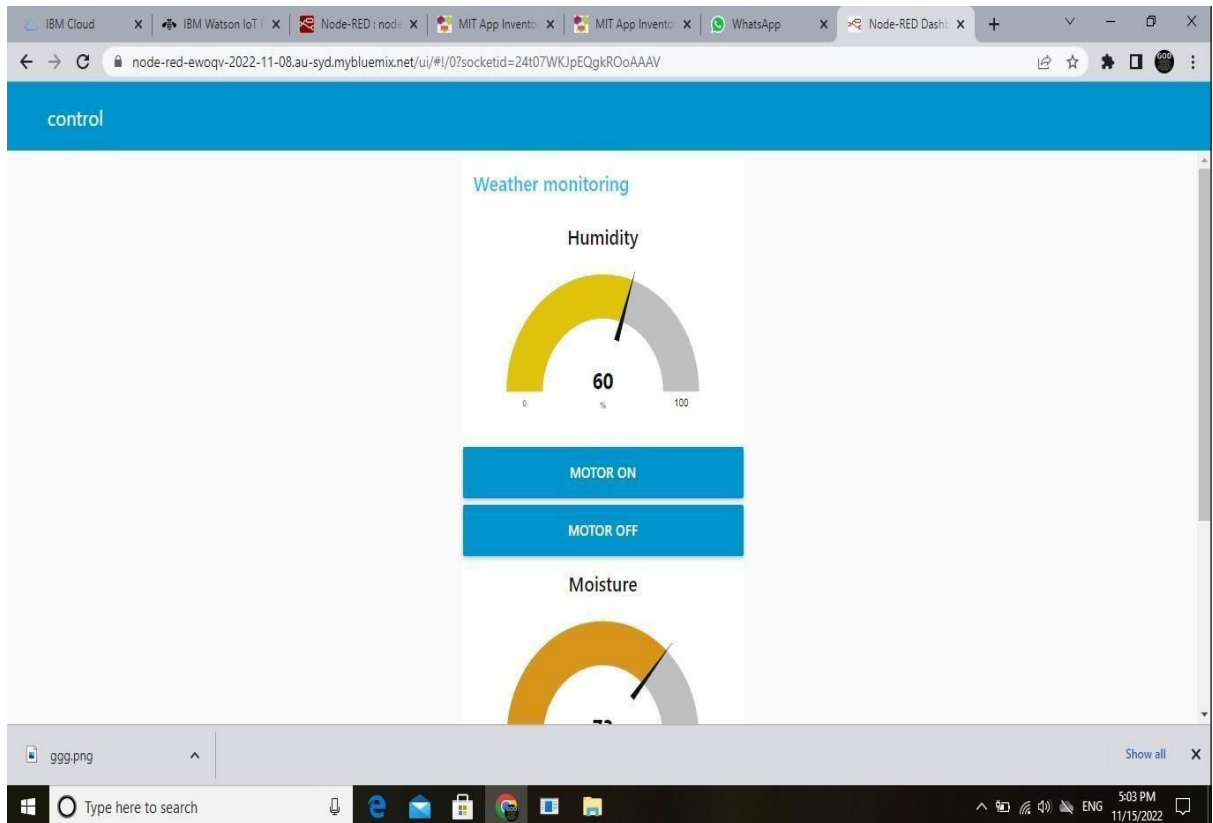 IBM Cloud
IBM Watson IoT
Node-RED : node
MIT App Invento
MIT App Invento
WhatsApp
Node-RED Dash
node-red-ewoqv-2022-11-08.au-syd.mybluemix.net/ui/#!/0?socketid=24t07WKJpEQgkROoAAAV
control
Weather monitoring
Humidity
60
0 % 100
MOTOR ON
MOTOR OFF
Moisture
ggg.png
Show all
Type here to search
ENG
5:03 PM
11/15/2022